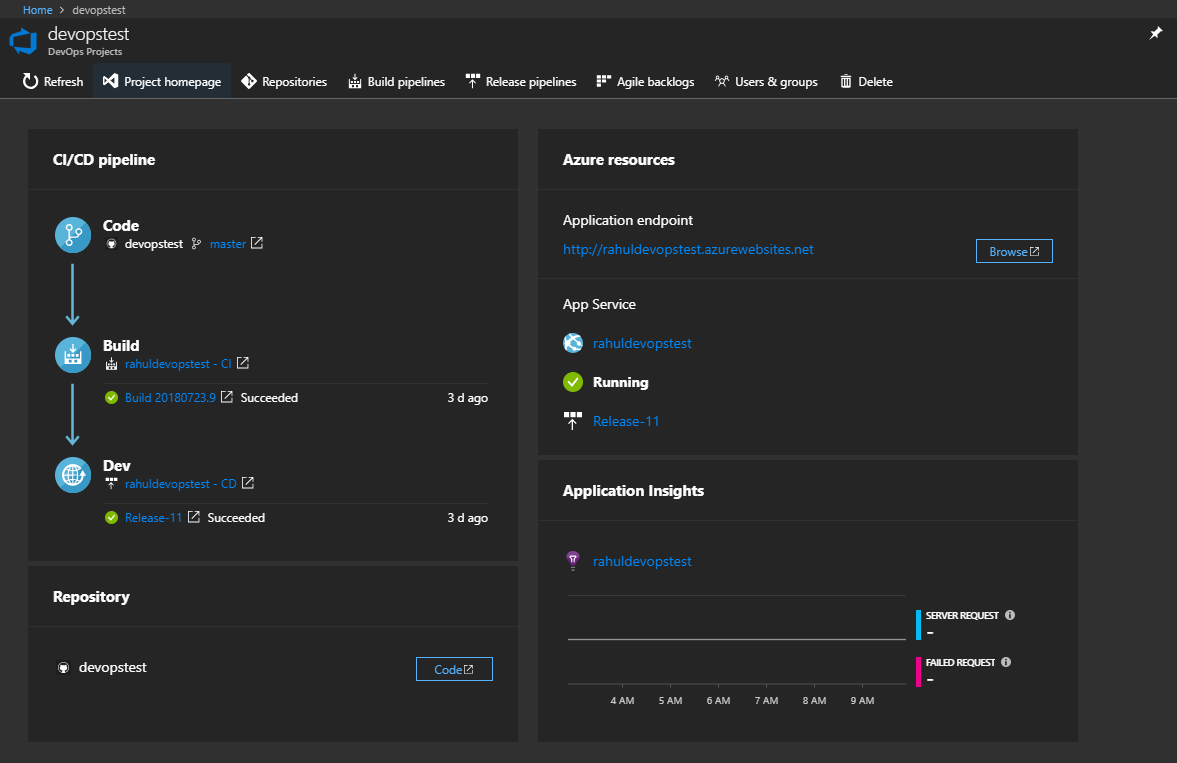 Home > devopstest
devopstest
DevOps Projects
Refresh Project homepage Repositories Build pipelines Release pipelines Agile backlogs Users & groups Delete
CI/CD pipeline
Code
devopstest master
Build
rahuldevopstest - CI
Build 20180723.9 Succeeded 3 d ago
Dev
rahuldevopstest - CD
Release-11 Succeeded 3 d ago
Repository
devopstest Code
Azure resources
Application endpoint
http://rahuldevopstest.azurewebsites.net Browse
App Service
rahuldevopstest
Running
Release-11
Application Insights
rahuldevopstest
SERVER REQUEST
--
FAILED REQUEST
--
4 AM 5 AM 6 AM 7 AM 8 AM 9 AM